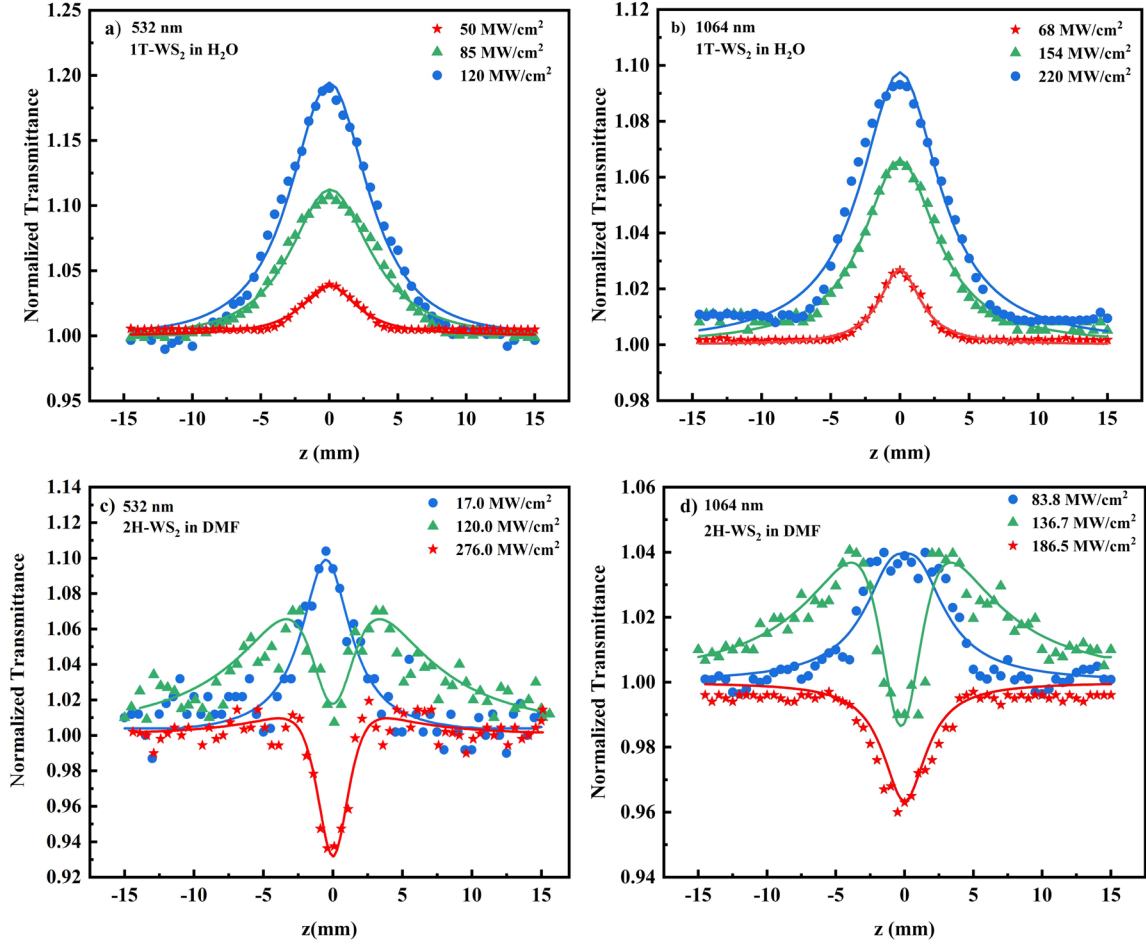 a) 532 nm
1T-WS₂ in H₂O
50 MW/cm²
85 MW/cm²
120 MW/cm²
1.25
1.20
1.15
1.10
1.05
1.00
0.95
Normalized Transmittance
-15 -10 -5 0 5 10 15
z (mm)
b) 1064 nm
1T-WS₂ in H₂O
68 MW/cm²
154 MW/cm²
220 MW/cm²
1.12
1.10
1.08
1.06
1.04
1.02
1.00
0.98
Normalized Transmittance
-15 -10 -5 0 5 10 15
z (mm)
c) 532 nm
2H-WS₂ in DMF
17.0 MW/cm²
120.0 MW/cm²
276.0 MW/cm²
1.14
1.12
1.10
1.08
1.06
1.04
1.02
1.00
0.98
0.96
0.94
0.92
Normalized Transmittance
-15 -10 -5 0 5 10 15
z(mm)
d) 1064 nm
2H-WS₂ in DMF
83.8 MW/cm²
136.7 MW/cm²
186.5 MW/cm²
1.06
1.04
1.02
1.00
0.98
0.96
0.94
Normalized Transmittance
-15 -10 -5 0 5 10 15
z (mm)